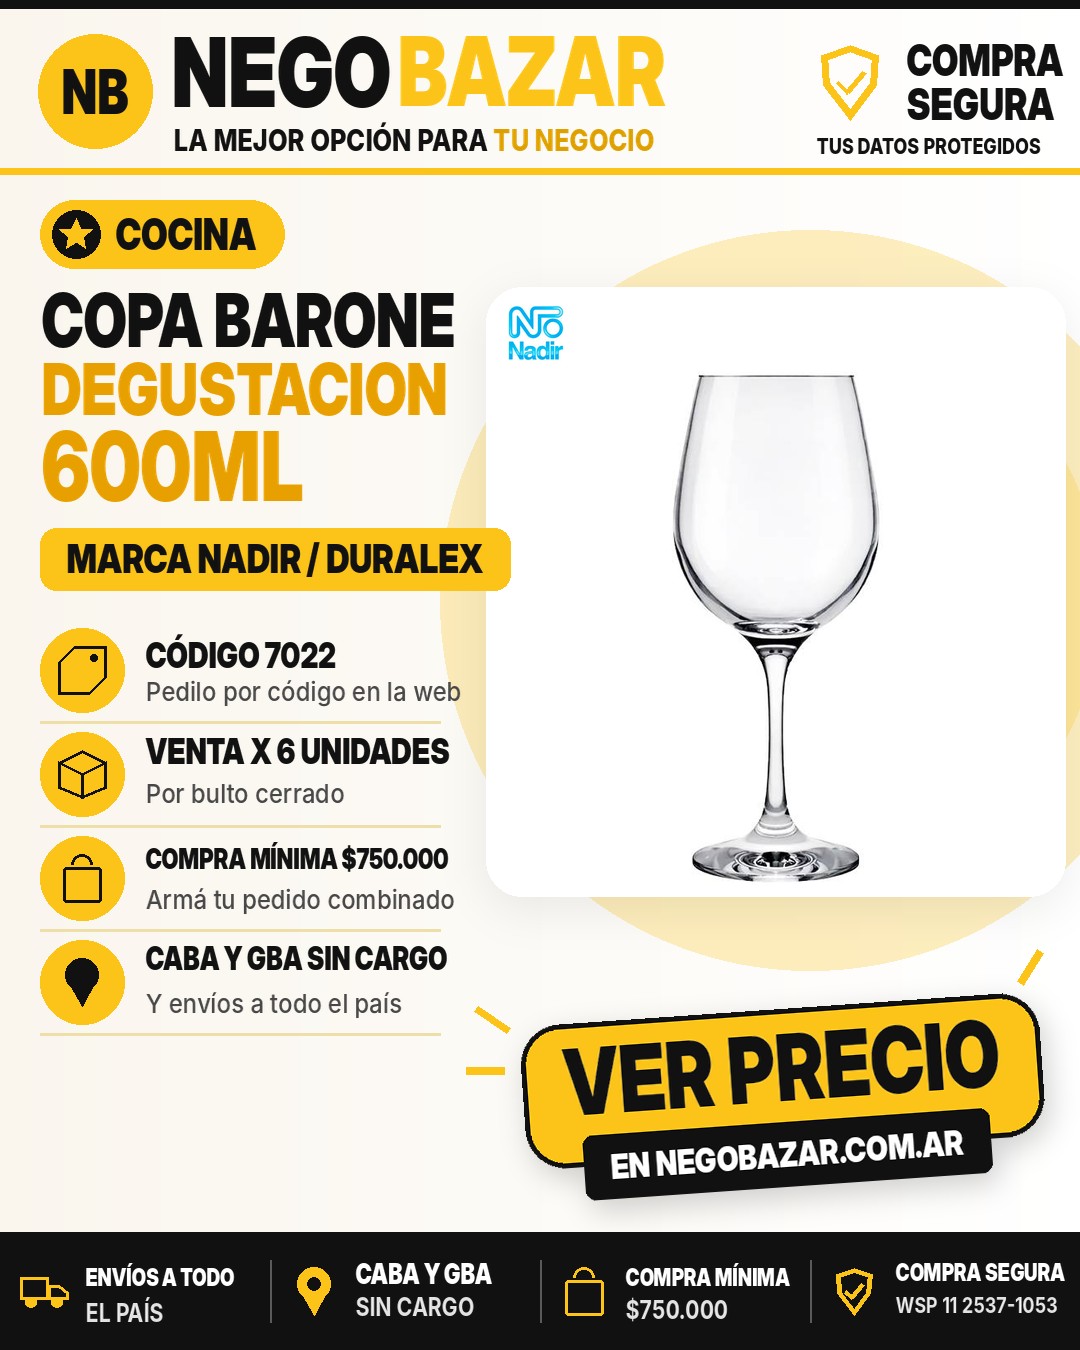 NB
NEGOBAZAR
LA MEJOR OPCIÓN PARA TU NEGOCIO
COMPRA
SEGURA
TUS DATOS PROTEGIDOS
COCINA
COPA BARONE
DEGUSTACION
600ML
MARCA NADIR / DURALEX
Nadir
CÓDIGO 7022
Pedilo por código en la web
VENTA X 6 UNIDADES
Por bulto cerrado
COMPRA MÍNIMA $750.000
Armá tu pedido combinado
CABA Y GBA SIN CARGO
Y envíos a todo el país
VER PRECIO
EN NEGOBAZAR.COM.AR
ENVÍOS A TODO
EL PAÍS
CABA Y GBA
SIN CARGO
COMPRA MÍNIMA
$750.000
COMPRA SEGURA
WSP 11 2537-1053